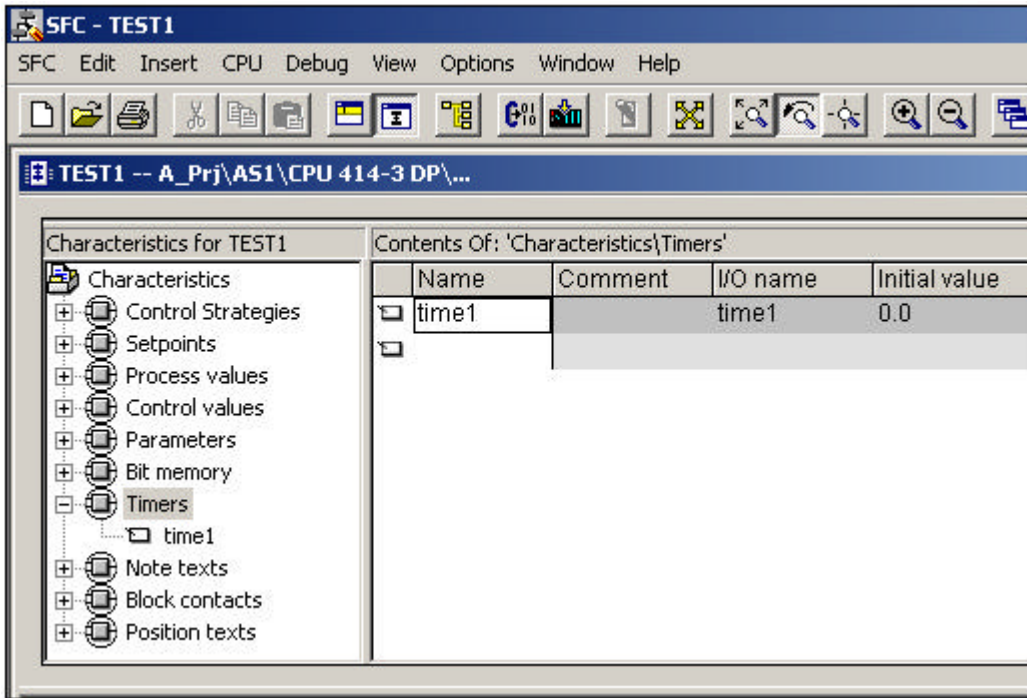 SFC - TEST1
SFC Edit Insert CPU Debug View Options Window Help
TEST1 -- A_Prj\AS1\CPU 414-3 DP\...
Characteristics for TEST1
Contents Of: 'Characteristics\Timers'
Characteristics
Control Strategies
Setpoints
Process values
Control values
Parameters
Bit memory
Timers
time1
Note texts
Block contacts
Position texts
Name Comment I/O name Initial value
time1 time1 0.0